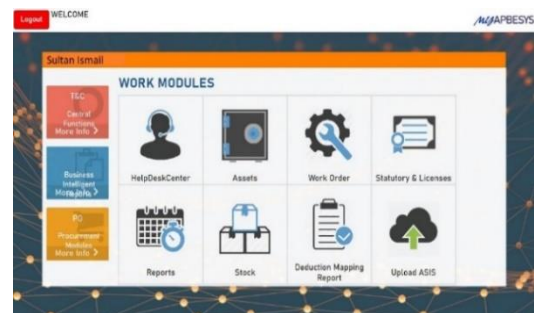 Logout
WELCOME
myAPBESYS
Sultan Ismail
WORK MODULES
T&C
Central
Functions
More Info >
Business
Intelligent
Reports
More Info >
PO
Procurement
Modules
More Info >
HelpDeskCenter
Assets
Work Order
Statutory & Licenses
Reports
Stock
Deduction Mapping
Report
Upload ASIS